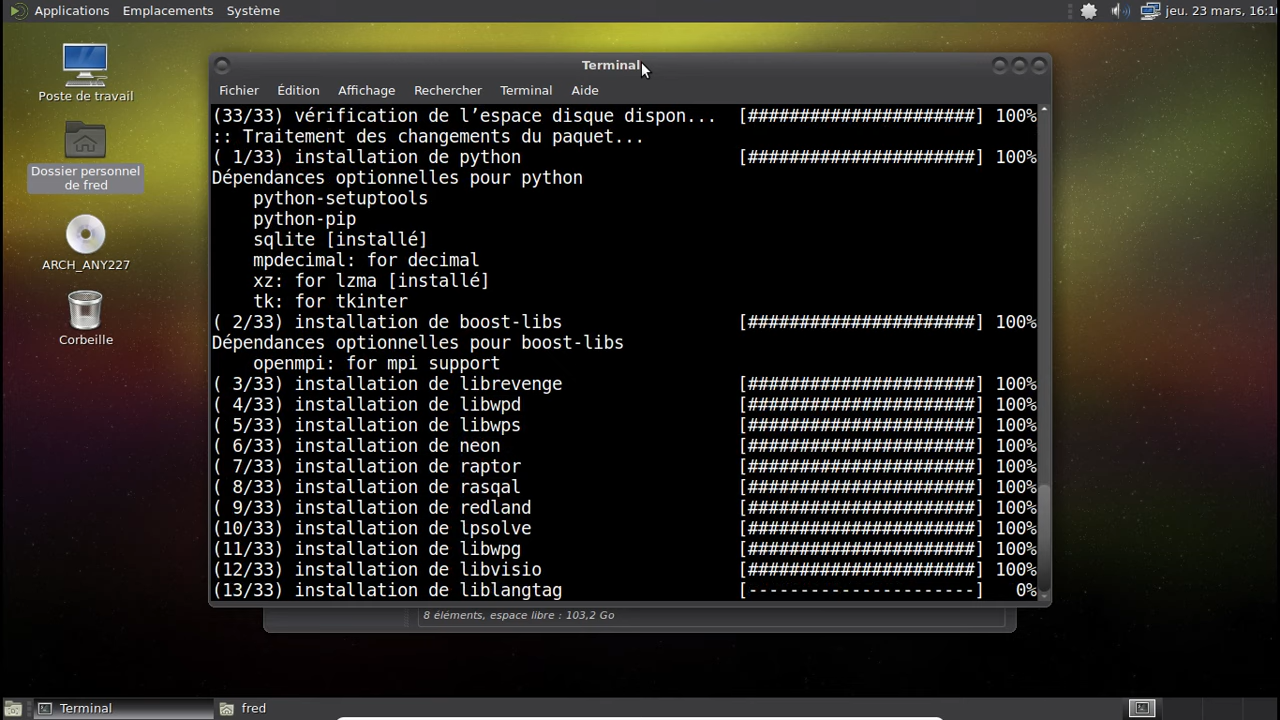 Applications Emplacements Système jeu. 23 mars, 16:1
Poste de travail
Dossier personnel
de fred
ARCH_ANY227
Corbeille
Terminal
Fichier Édition Affichage Rechercher Terminal Aide
(33/33) vérification de l’espace disque dispon... [######################] 100%
:: Traitement des changements du paquet...
( 1/33) installation de python [######################] 100%
Dépendances optionnelles pour python
python-setuptools
python-pip
sqlite [installé]
mpdecimal: for decimal
xz: for lzma [installé]
tk: for tkinter
( 2/33) installation de boost-libs [######################] 100%
Dépendances optionnelles pour boost-libs
openmpi: for mpi support
( 3/33) installation de librevenge [######################] 100%
( 4/33) installation de libwpd [######################] 100%
( 5/33) installation de libwps [######################] 100%
( 6/33) installation de neon [######################] 100%
( 7/33) installation de raptor [######################] 100%
( 8/33) installation de rasqal [######################] 100%
( 9/33) installation de redland [######################] 100%
(10/33) installation de lpsolve [######################] 100%
(11/33) installation de libwpg [######################] 100%
(12/33) installation de libvisio [######################] 100%
(13/33) installation de liblangtag [----------------------] 0%
8 éléments, espace libre : 103,2 Go
Terminal fred